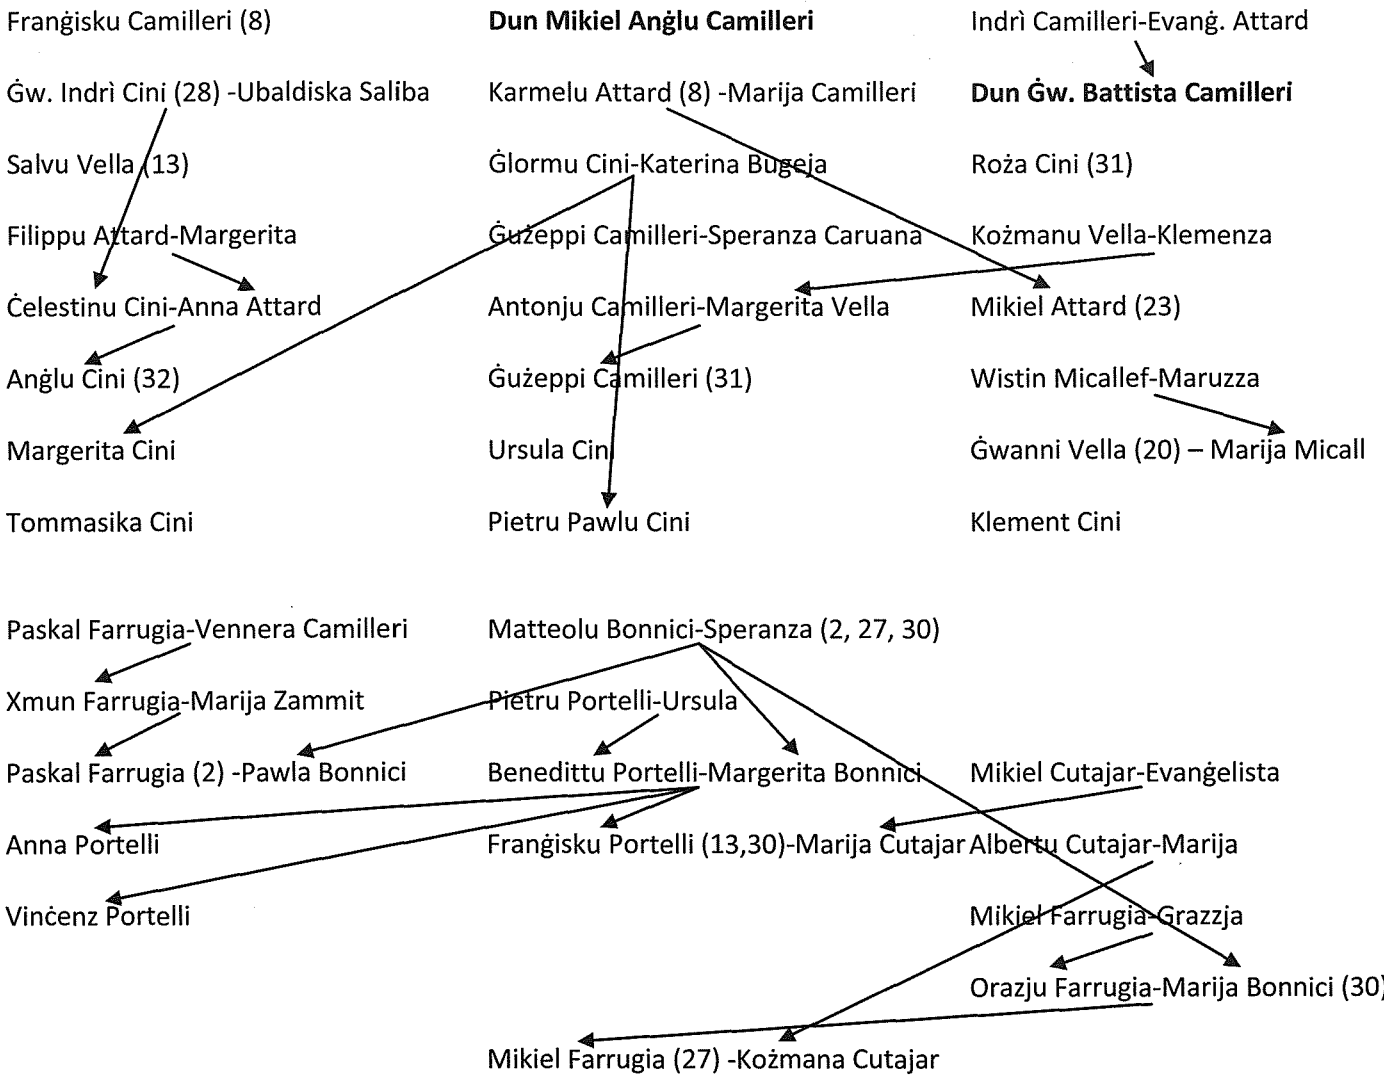 Franġisku Camilleri (8) Dun Mikiel Anġlu Camilleri Indrì Camilleri-Evanġ. Attard
Ġw. Indrì Cini (28) -Ubaldiska Saliba Karmelu Attard (8) -Marija Camilleri Dun Ġw. Battista Camilleri
Salvu Vella (13) Ġlormu Cini-Katerina Bugeja Roża Cini (31)
Filippu Attard-Margerita Ġużeppi Camilleri-Speranza Caruana Kożmanu Vella-Klemenza
Ċelestinu Cini-Anna Attard Antonju Camilleri-Margerita Vella Mikiel Attard (23)
Anġlu Cini (32) Ġużeppi Camilleri (31) Wistin Micallef-Maruzza
Margerita Cini Ursula Cini Ġwanni Vella (20) – Marija Micall
Tommasika Cini Pietru Pawlu Cini Klement Cini
Paskal Farrugia-Vennera Camilleri Matteolu Bonnici-Speranza (2, 27, 30)
Xmun Farrugia-Marija Zammit Pietru Portelli-Ursula
Paskal Farrugia (2) -Pawla Bonnici Benedittu Portelli-Margerita Bonnici Mikiel Cutajar-Evanġelista
Anna Portelli Franġisku Portelli (13,30)-Marija Cutajar Albertu Cutajar-Marija
Vinċenz Portelli Mikiel Farrugia-Grazzja
Orazju Farrugia-Marija Bonnici (30)
Mikiel Farrugia (27) -Kożmana Cutajar